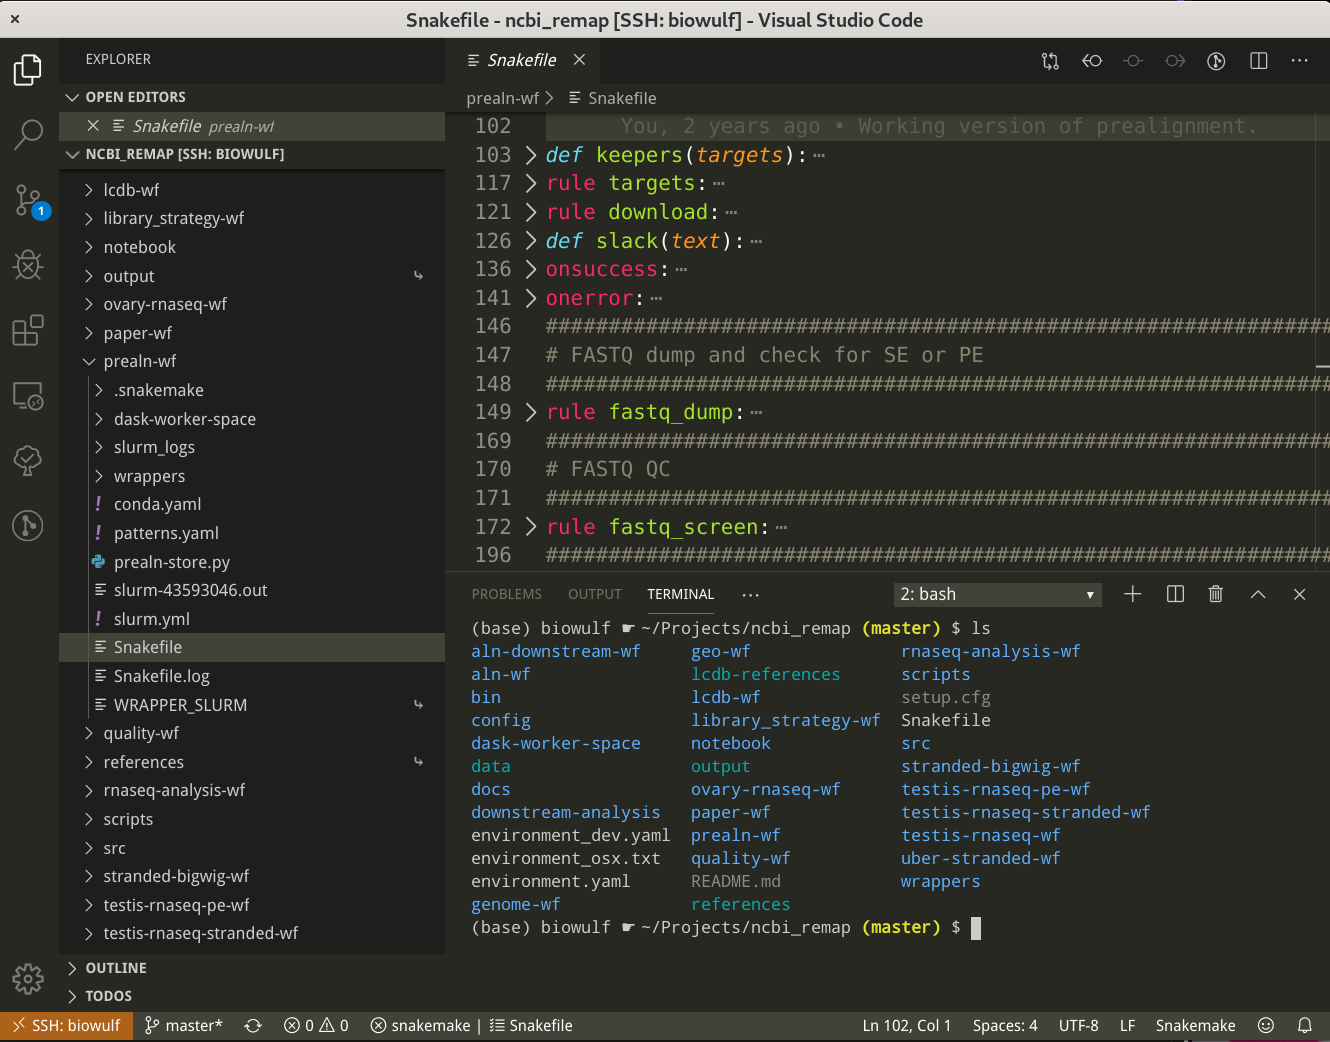 Snakefile - ncbi_remap [SSH: biowulf] - Visual Studio Code
EXPLORER
OPEN EDITORS
Snakefile prealn-wf
NCBI_REMAP [SSH: BIOWULF]
lcdb-wf
library_strategy-wf
notebook
output
ovary-rnaseq-wf
paper-wf
prealn-wf
.snakemake
dask-worker-space
slurm_logs
wrappers
! conda.yaml
! patterns.yaml
prealn-store.py
slurm-43593046.out
! slurm.yml
Snakefile
Snakefile.log
WRAPPER_SLURM
quality-wf
references
rnaseq-analysis-wf
scripts
src
stranded-bigwig-wf
testis-rnaseq-pe-wf
testis-rnaseq-stranded-wf
OUTLINE
TODOS
1
Snakefile
prealn-wf > Snakefile
102 You, 2 years ago • Working version of prealignment.
103 def keepers(targets): ⋯
117 rule targets: ⋯
121 rule download: ⋯
126 def slack(text): ⋯
136 onsuccess: ⋯
141 onerror: ⋯
146 ###############################################################
147 # FASTQ dump and check for SE or PE
148 ###############################################################
149 rule fastq_dump: ⋯
169 ###############################################################
170 # FASTQ QC
171 ###############################################################
172 rule fastq_screen: ⋯
196 ###############################################################
PROBLEMS OUTPUT TERMINAL ⋯ 2: bash
(base) biowulf ☛ ~/Projects/ncbi_remap (master) $ ls
aln-downstream-wf geo-wf rnaseq-analysis-wf
aln-wf lcdb-references scripts
bin lcdb-wf setup.cfg
config library_strategy-wf Snakefile
dask-worker-space notebook src
data output stranded-bigwig-wf
docs ovary-rnaseq-wf testis-rnaseq-pe-wf
downstream-analysis paper-wf testis-rnaseq-stranded-wf
environment_dev.yaml prealn-wf testis-rnaseq-wf
environment_osx.txt quality-wf uber-stranded-wf
environment.yaml README.md wrappers
genome-wf references
(base) biowulf ☛ ~/Projects/ncbi_remap (master) $
SSH: biowulf master* 0 0 snakemake | Snakefile Ln 102, Col 1 Spaces: 4 UTF-8 LF Snakemake